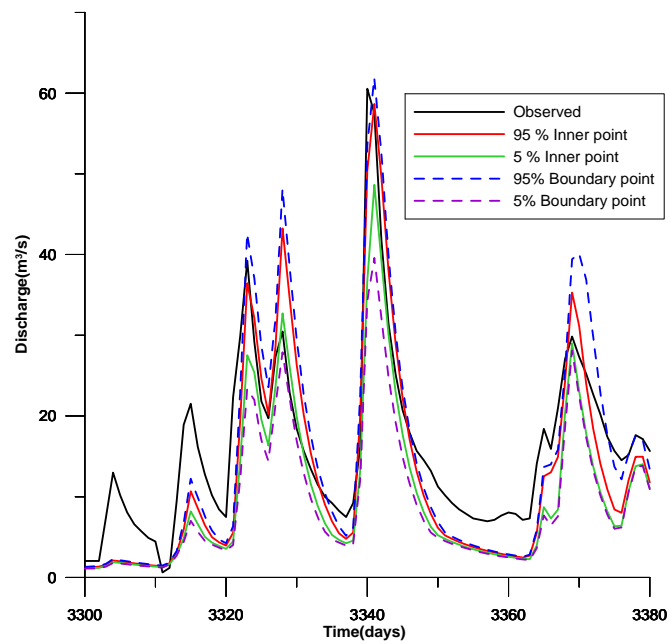 60
40
20
0
Discharge(m³/s)
Observed
95 % Inner point
5 % Inner point
95% Boundary point
5% Boundary point
3300 3320 3340 3360 3380
Time(days)